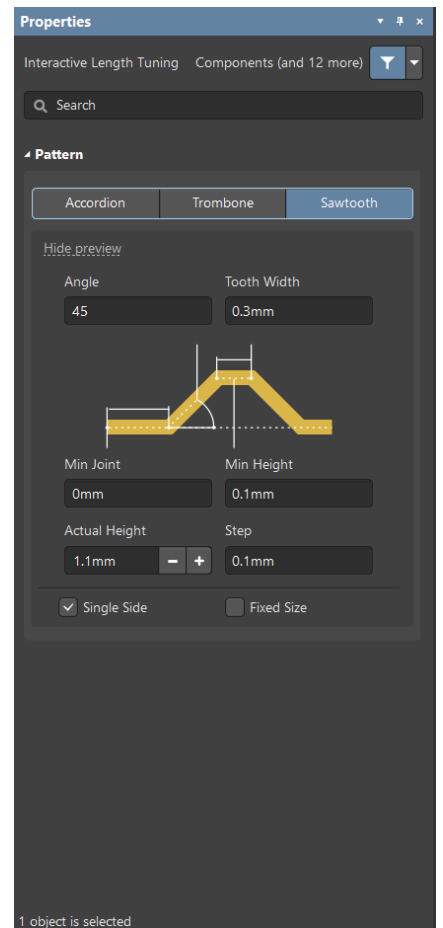 Properties
Interactive Length Tuning Components (and 12 more)
Search
Pattern
Accordion Trombone Sawtooth
Hide preview
Angle Tooth Width
45 0.3mm
Min Joint Min Height
0mm 0.1mm
Actual Height Step
1.1mm 0.1mm
Single Side Fixed Size
1 object is selected